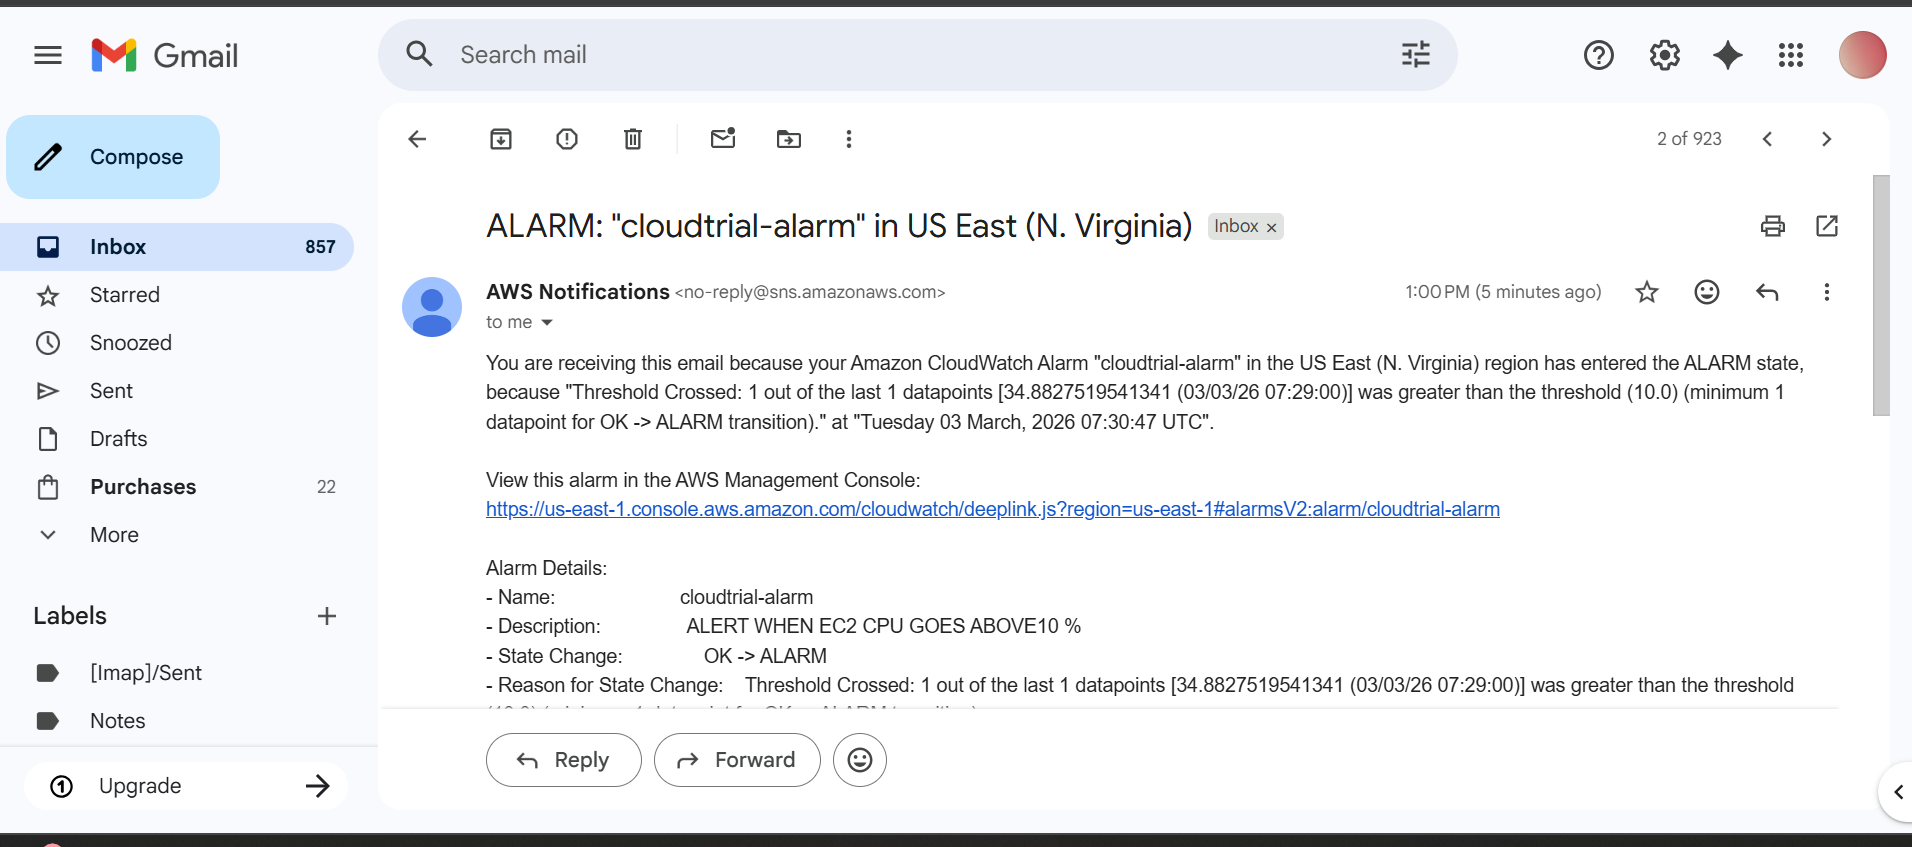 Gmail
Search mail
Compose
2 of 923
Inbox 857
Starred
Snoozed
Sent
Drafts
Purchases 22
More
Labels
[Imap]/Sent
Notes
Upgrade
ALARM: "cloudtrial-alarm" in US East (N. Virginia) Inbox x
AWS Notifications <no-reply@sns.amazonaws.com> 1:00 PM (5 minutes ago)
to me
You are receiving this email because your Amazon CloudWatch Alarm "cloudtrial-alarm" in the US East (N. Virginia) region has entered the ALARM state,
because "Threshold Crossed: 1 out of the last 1 datapoints [34.8827519541341 (03/03/26 07:29:00)] was greater than the threshold (10.0) (minimum 1
datapoint for OK -> ALARM transition)." at "Tuesday 03 March, 2026 07:30:47 UTC".
View this alarm in the AWS Management Console:
https://us-east-1.console.aws.amazon.com/cloudwatch/deeplink.js?region=us-east-1#alarmsV2:alarm/cloudtrial-alarm
Alarm Details:
- Name: cloudtrial-alarm
- Description: ALERT WHEN EC2 CPU GOES ABOVE10 %
- State Change: OK -> ALARM
- Reason for State Change: Threshold Crossed: 1 out of the last 1 datapoints [34.8827519541341 (03/03/26 07:29:00)] was greater than the threshold
Reply
Forward